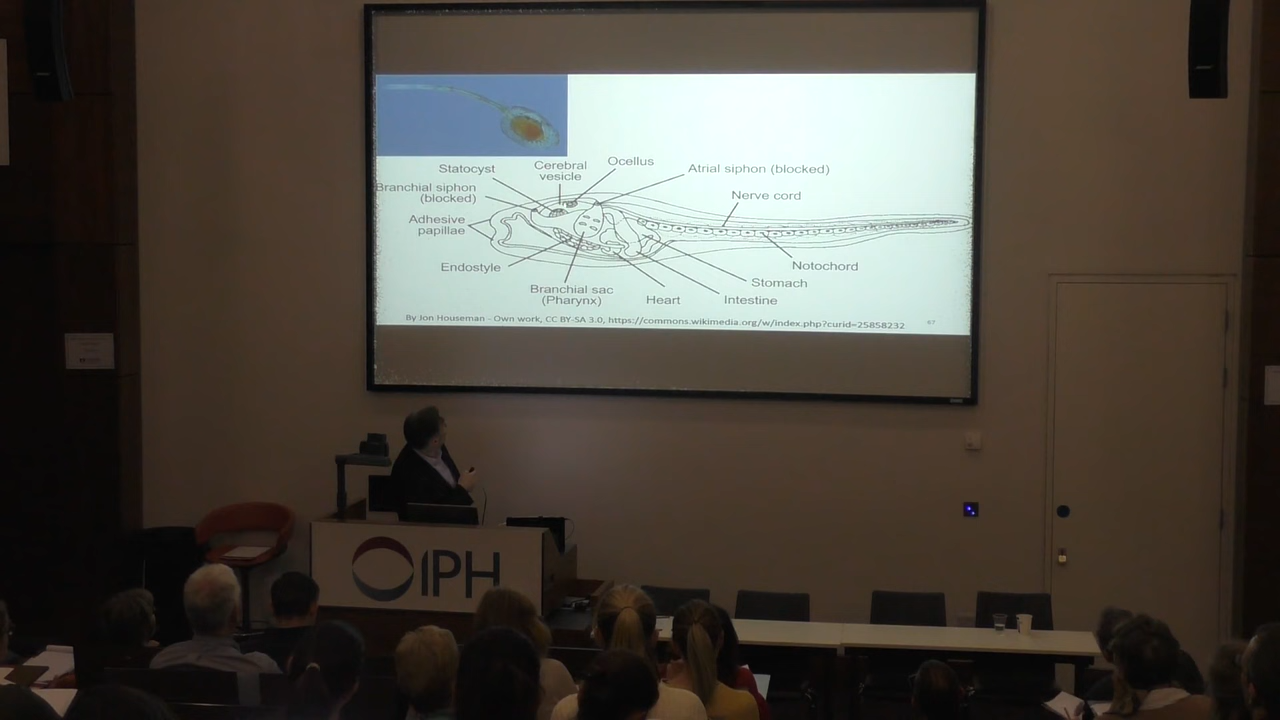 Statocyst
Cerebral
vesicle
Ocellus
Atrial siphon (blocked)
Branchial siphon
(blocked)
Nerve cord
Adhesive
papillae
Endostyle
Notochord
Branchial sac
(Pharynx)
Heart
Stomach
Intestine
By Jon Houseman - Own work, CC BY-SA 3.0, https://commons.wikimedia.org/w/index.php?curid=25858232
67
IPH